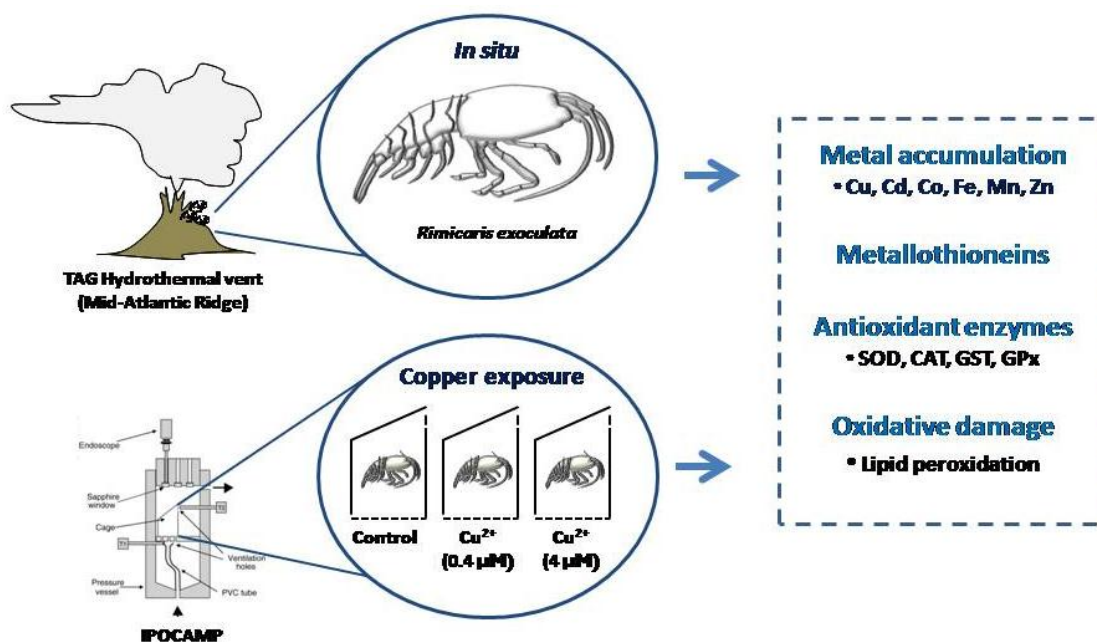 In situ
Rimicaris exoculata
TAG Hydrothermal vent
(Mid-Atlantic Ridge)
Copper exposure
Control
Cu²⁺
(0.4 µM)
Cu²⁺
(4 µM)
Endoscope
Sapphire
window
Cage
T2
T1
Ventilation
holes
Pressure
vessel
PVC tube
IPOCAMP
Metal accumulation
• Cu, Cd, Co, Fe, Mn, Zn
Metallothioneins
Antioxidant enzymes
• SOD, CAT, GST, GPx
Oxidative damage
• Lipid peroxidation